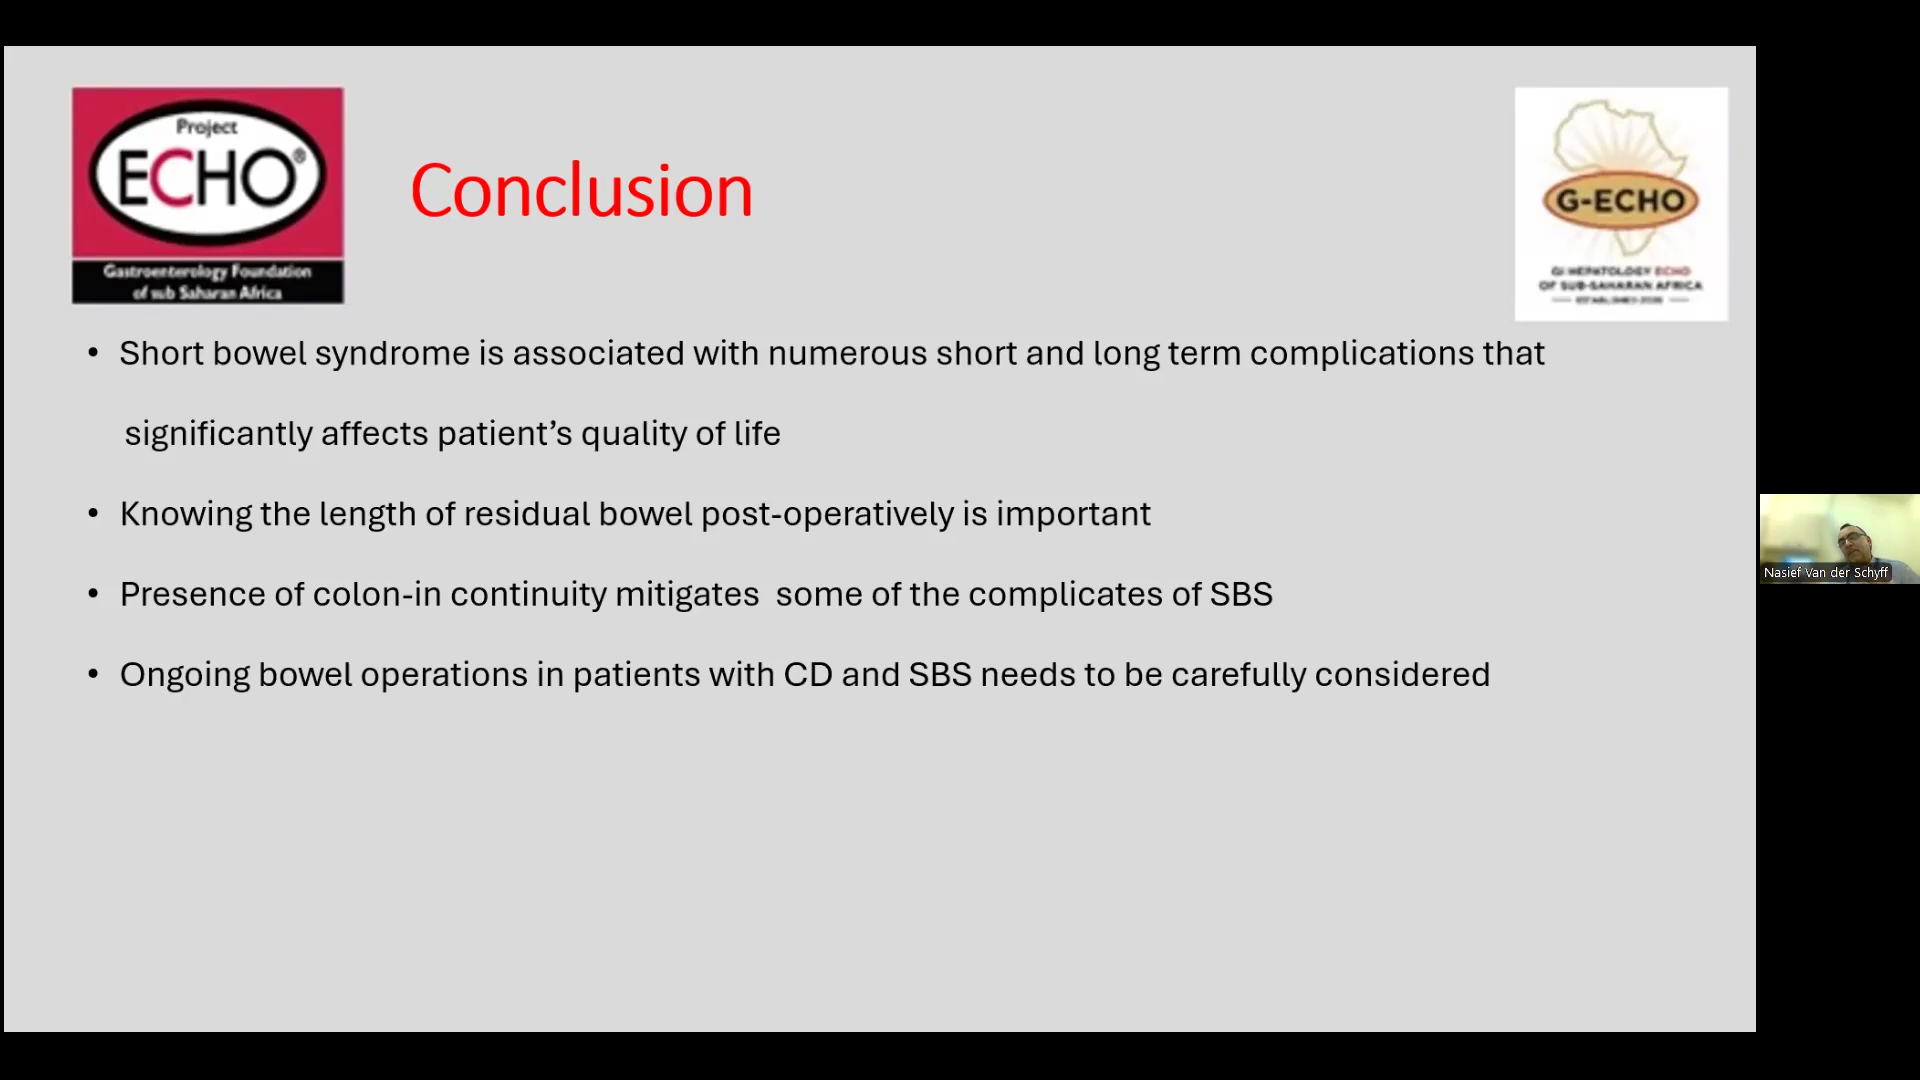 Project
ECHO®
Gastroenterology Foundation
of sub Saharan Africa
Conclusion
G-ECHO
GI HEPATOLOGY ECHO
OF SUB-SAHARAN AFRICA
• Short bowel syndrome is associated with numerous short and long term complications that
significantly affects patient’s quality of life
• Knowing the length of residual bowel post-operatively is important
• Presence of colon-in continuity mitigates  some of the complicates of SBS
• Ongoing bowel operations in patients with CD and SBS needs to be carefully considered
Nasief Van der Schyff